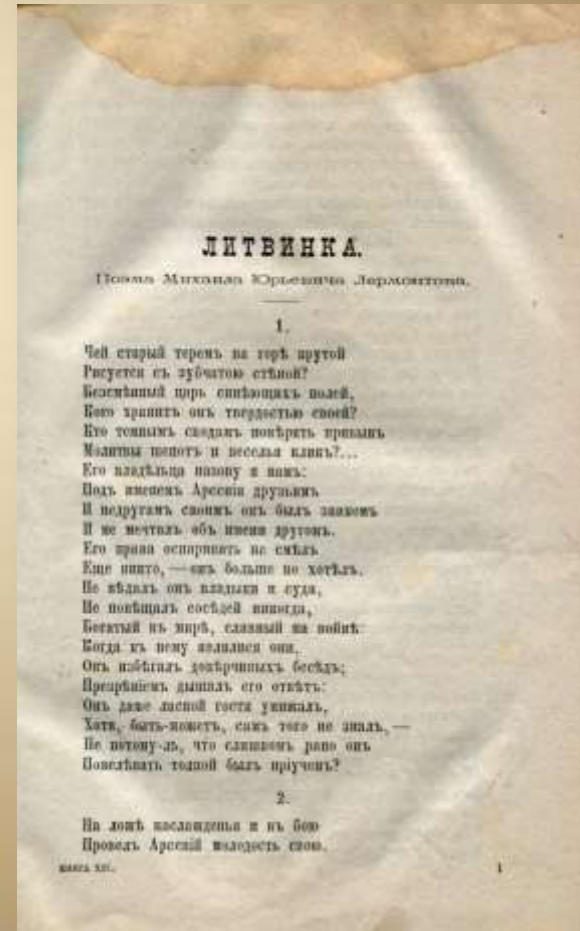 ЛИТВИНКА.
Поэма Михаила Юрьевича Лермонтова.
1.
Чей старый теремъ на горѣ крутой
Рисуется съ зубчатою стѣной?
Безсмѣнный царь синѣющихъ полей,
Кого хранитъ онъ твердостью своей?
Кто темнымъ сводамъ повѣрять привыкъ
Молитвы шепотъ и веселья кликъ?...
Его владѣльца назову я вамъ:
Подъ именемъ Арсенія друзьямъ
И недругамъ своимъ онъ былъ знакомъ
И не мечталъ объ имени другомъ.
Его права оспоривать не смѣлъ
Еще никто, — онъ больше не хотѣлъ.
Не вѣдалъ онъ владыки и суда,
Не посѣщалъ сосѣдей никогда,
Богатый въ мирѣ, славный на войнѣ
Когда къ нему являлися они,
Онъ избѣгалъ довѣрчивыхъ бесѣдъ;
Презрѣніемъ дышалъ его отвѣтъ:
Онъ даже лаской гостя унижалъ,
Хотя, быть-можетъ, самъ того не зналъ, —
Не потому-ль, что слишкомъ рано онъ
Повелѣвать толпой былъ пріученъ?
2.
На ложѣ наслажденья и въ бою
Провелъ Арсеній молодость свою.
КНИГА
1